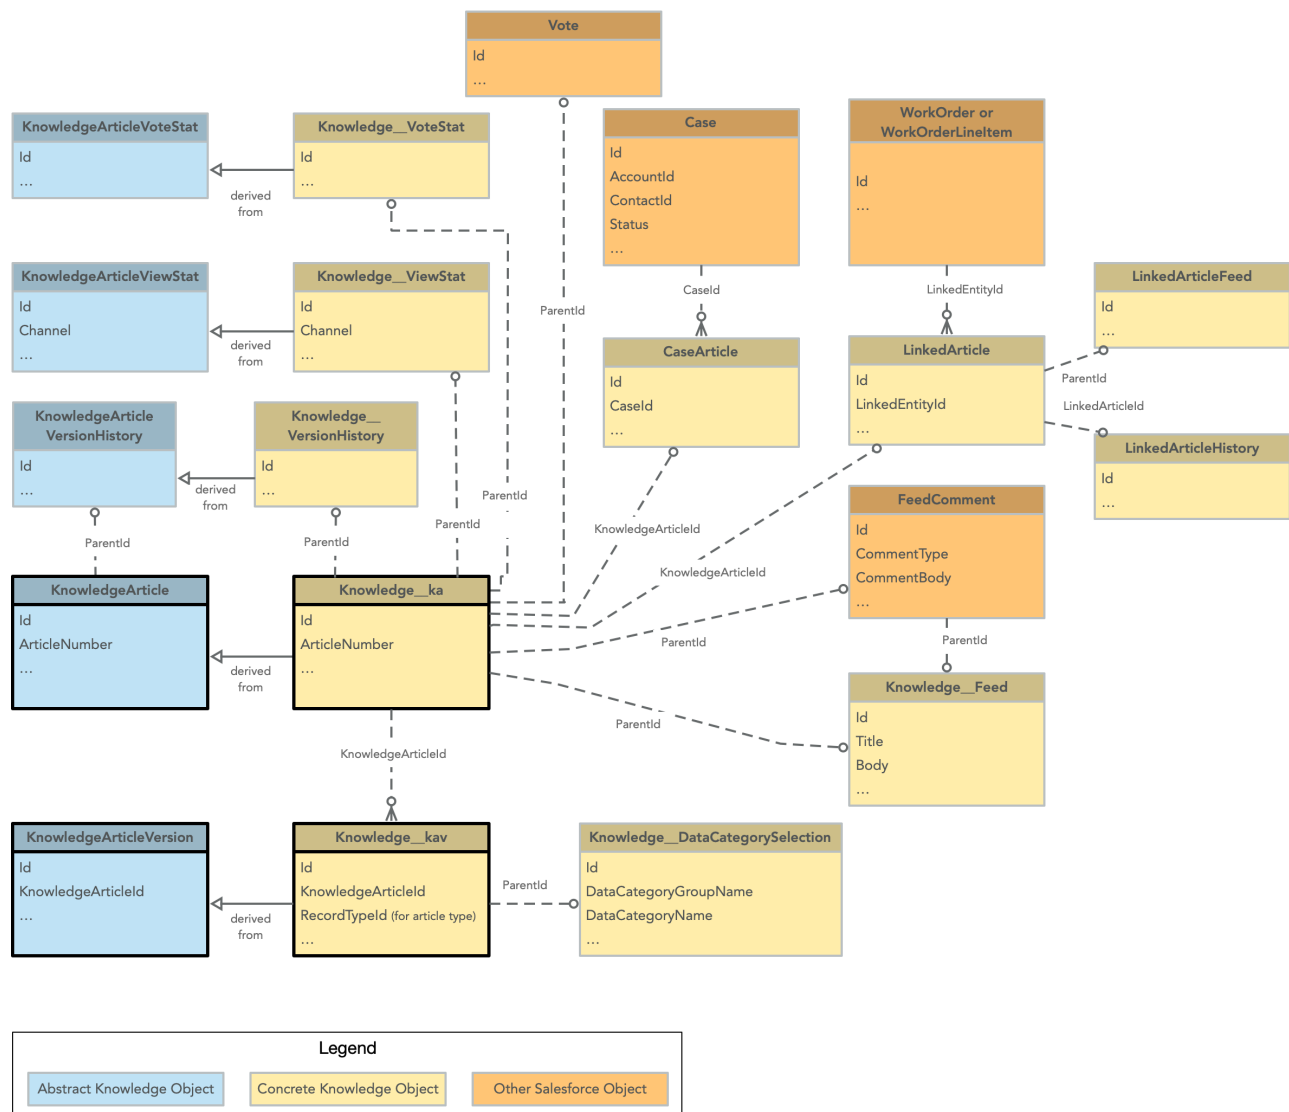 Vote
Id
...
KnowledgeArticleVoteStat
Id
...
derived
from
Knowledge__VoteStat
Id
...
Case
Id
AccountId
ContactId
Status
...
WorkOrder or
WorkOrderLineItem
Id
...
KnowledgeArticleViewStat
Id
Channel
...
derived
from
Knowledge__ViewStat
Id
Channel
...
ParentId
CaseId
LinkedEntityId
LinkedArticleFeed
Id
...
CaseArticle
Id
CaseId
...
LinkedArticle
Id
LinkedEntityId
...
ParentId
LinkedArticleId
KnowledgeArticle
VersionHistory
Id
...
derived
from
Knowledge__
VersionHistory
Id
...
LinkedArticleHistory
Id
...
ParentId
ParentId
ParentId
ParentId
KnowledgeArticleId
KnowledgeArticleId
FeedComment
Id
CommentType
CommentBody
...
KnowledgeArticle
Id
ArticleNumber
...
derived
from
Knowledge__ka
Id
ArticleNumber
...
ParentId
ParentId
ParentId
Knowledge__Feed
Id
Title
Body
...
KnowledgeArticleId
KnowledgeArticleVersion
Id
KnowledgeArticleId
...
derived
from
Knowledge__kav
Id
KnowledgeArticleId
RecordTypeId (for article type)
...
ParentId
Knowledge__DataCategorySelection
Id
DataCategoryGroupName
DataCategoryName
...
Legend
Abstract Knowledge Object
Concrete Knowledge Object
Other Salesforce Object